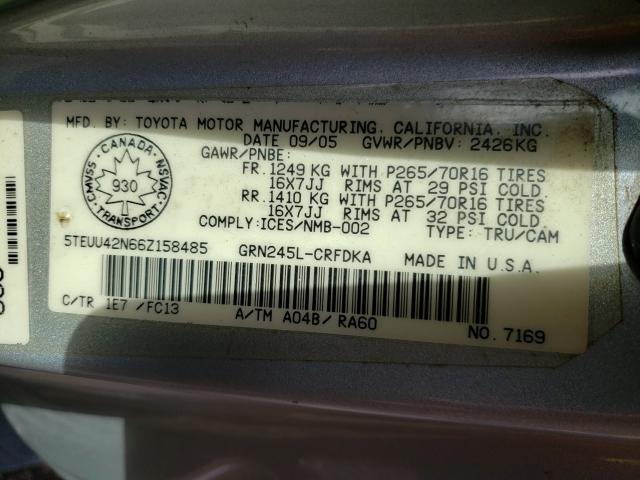 MFD. BY: TOYOTA MOTOR MANUFACTURING, CALIFORNIA, INC.
DATE 09/05 GVWR/PNBV: 2426KG
GAWR/PNBE:
FR. 1249 KG WITH P265/70R16 TIRES
16X7JJ RIMS AT 29 PSI COLD.
RR. 1410 KG WITH P265/70R16 TIRES
16X7JJ RIMS AT 32 PSI COLD.
COMPLY: ICES/NMB-002 TYPE: TRU/CAM
CANADA
CMVSS NSVAC
930
TRANSPORT
5TEUU42N66Z158485 GRN245L-CRFDKA MADE IN U.S.A.
C/TR 1E7 /FC13 A/TM A04B/ RA60 NO. 7169